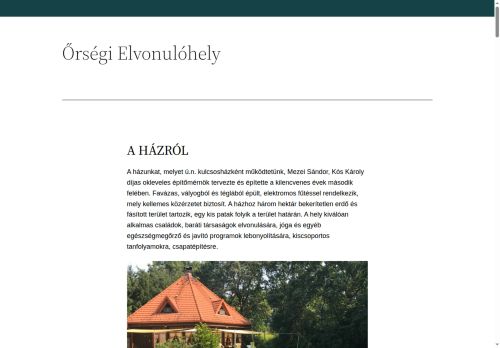 Őrségi Elvonulóhely
A HÁZRÓL
A házunkat, melyet ú.n. kulcsosházként működtetünk, Mezei Sándor, Kós Károly
díjas okleveles építőmérnök tervezte és építette a kilencvenes évek második
felében. Favázas, vályogból és téglából épült, elektromos fűtéssel rendelkezik,
mely kellemes közérzetet biztosít. A házhoz három hektár bekerítetlen erdő és
fásított terület tartozik, egy kis patak folyik a terület határán. A hely kiválóan
alkalmas családok, baráti társaságok elvonulására, jóga és egyéb
egészségmegőrző és javító programok lebonyolítására, kiscsoportos
tanfolyamokra, csapatépítésre.